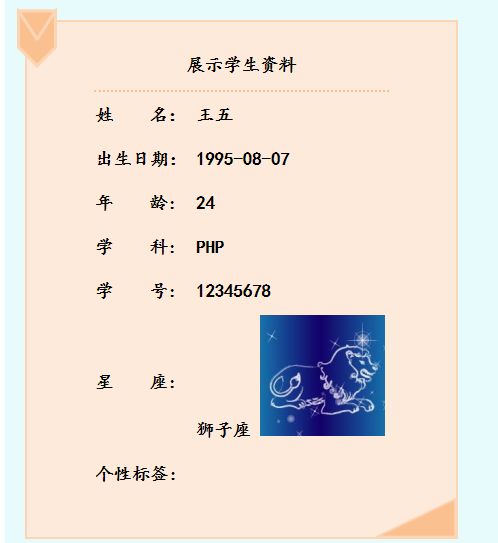 展示学生资料
姓 名： 王五
出生日期： 1995-08-07
年 龄： 24
学 科： PHP
学 号： 12345678
星 座：
狮子座
个性标签：